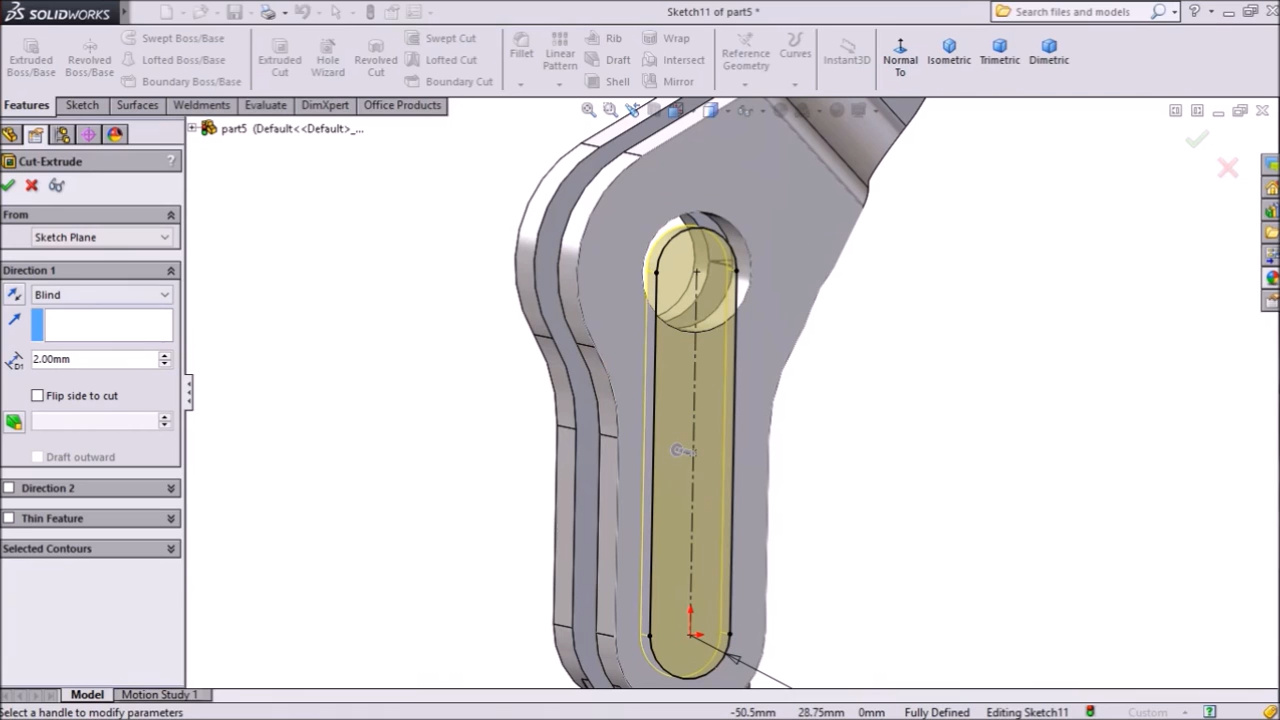 SOLIDWORKS
Sketch11 of part5 *
Search files and models
Extruded Boss/Base
Revolved Boss/Base
Swept Boss/Base
Lofted Boss/Base
Boundary Boss/Base
Extruded Cut
Hole Wizard
Revolved Cut
Swept Cut
Lofted Cut
Boundary Cut
Fillet
Linear Pattern
Rib
Draft
Shell
Wrap
Intersect
Mirror
Reference Geometry
Curves
Instant3D
Normal To
Isometric
Trimetric
Dimetric
Features
Sketch
Surfaces
Weldments
Evaluate
DimXpert
Office Products
part5 (Default<<Default>_...
Cut-Extrude
?
From
Sketch Plane
Direction 1
Blind
D1
2.00mm
Flip side to cut
Draft outward
Direction 2
Thin Feature
Selected Contours
Model
Motion Study 1
Select a handle to modify parameters
-50.5mm
28.75mm
0mm
Fully Defined
Editing Sketch11
Custom